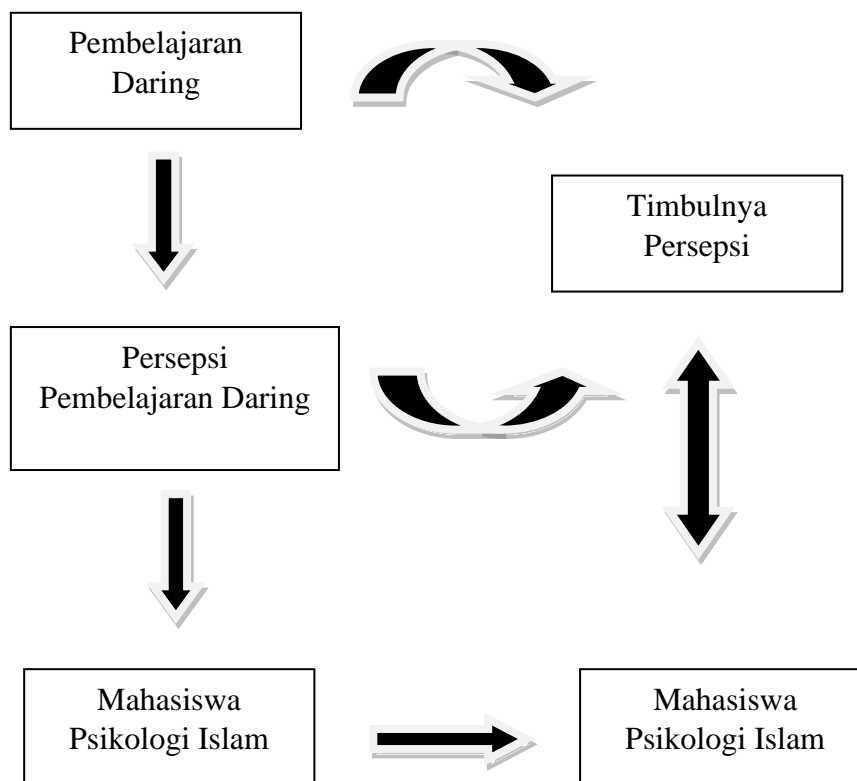 Pembelajaran
Daring
Timbulnya
Persepsi
Persepsi
Pembelajaran Daring
Mahasiswa
Psikologi Islam
Mahasiswa
Psikologi Islam